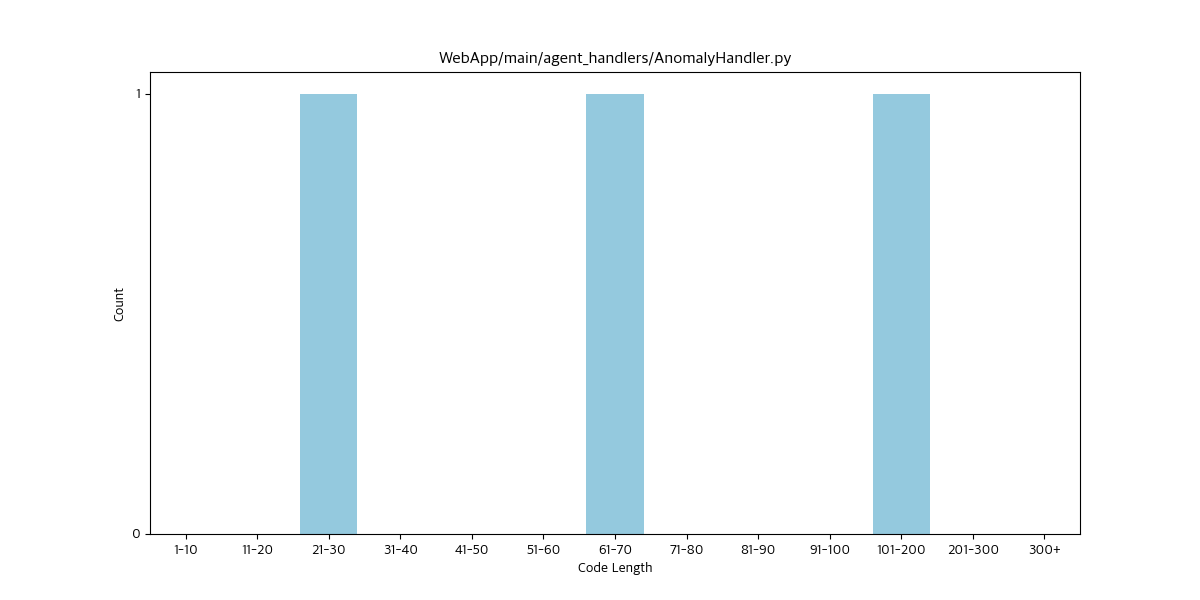 WebApp/main/agent_handlers/AnomalyHandler.py
1
Count
0
1-10 11-20 21-30 31-40 41-50 51-60 61-70 71-80 81-90 91-100 101-200 201-300 300+
Code Length